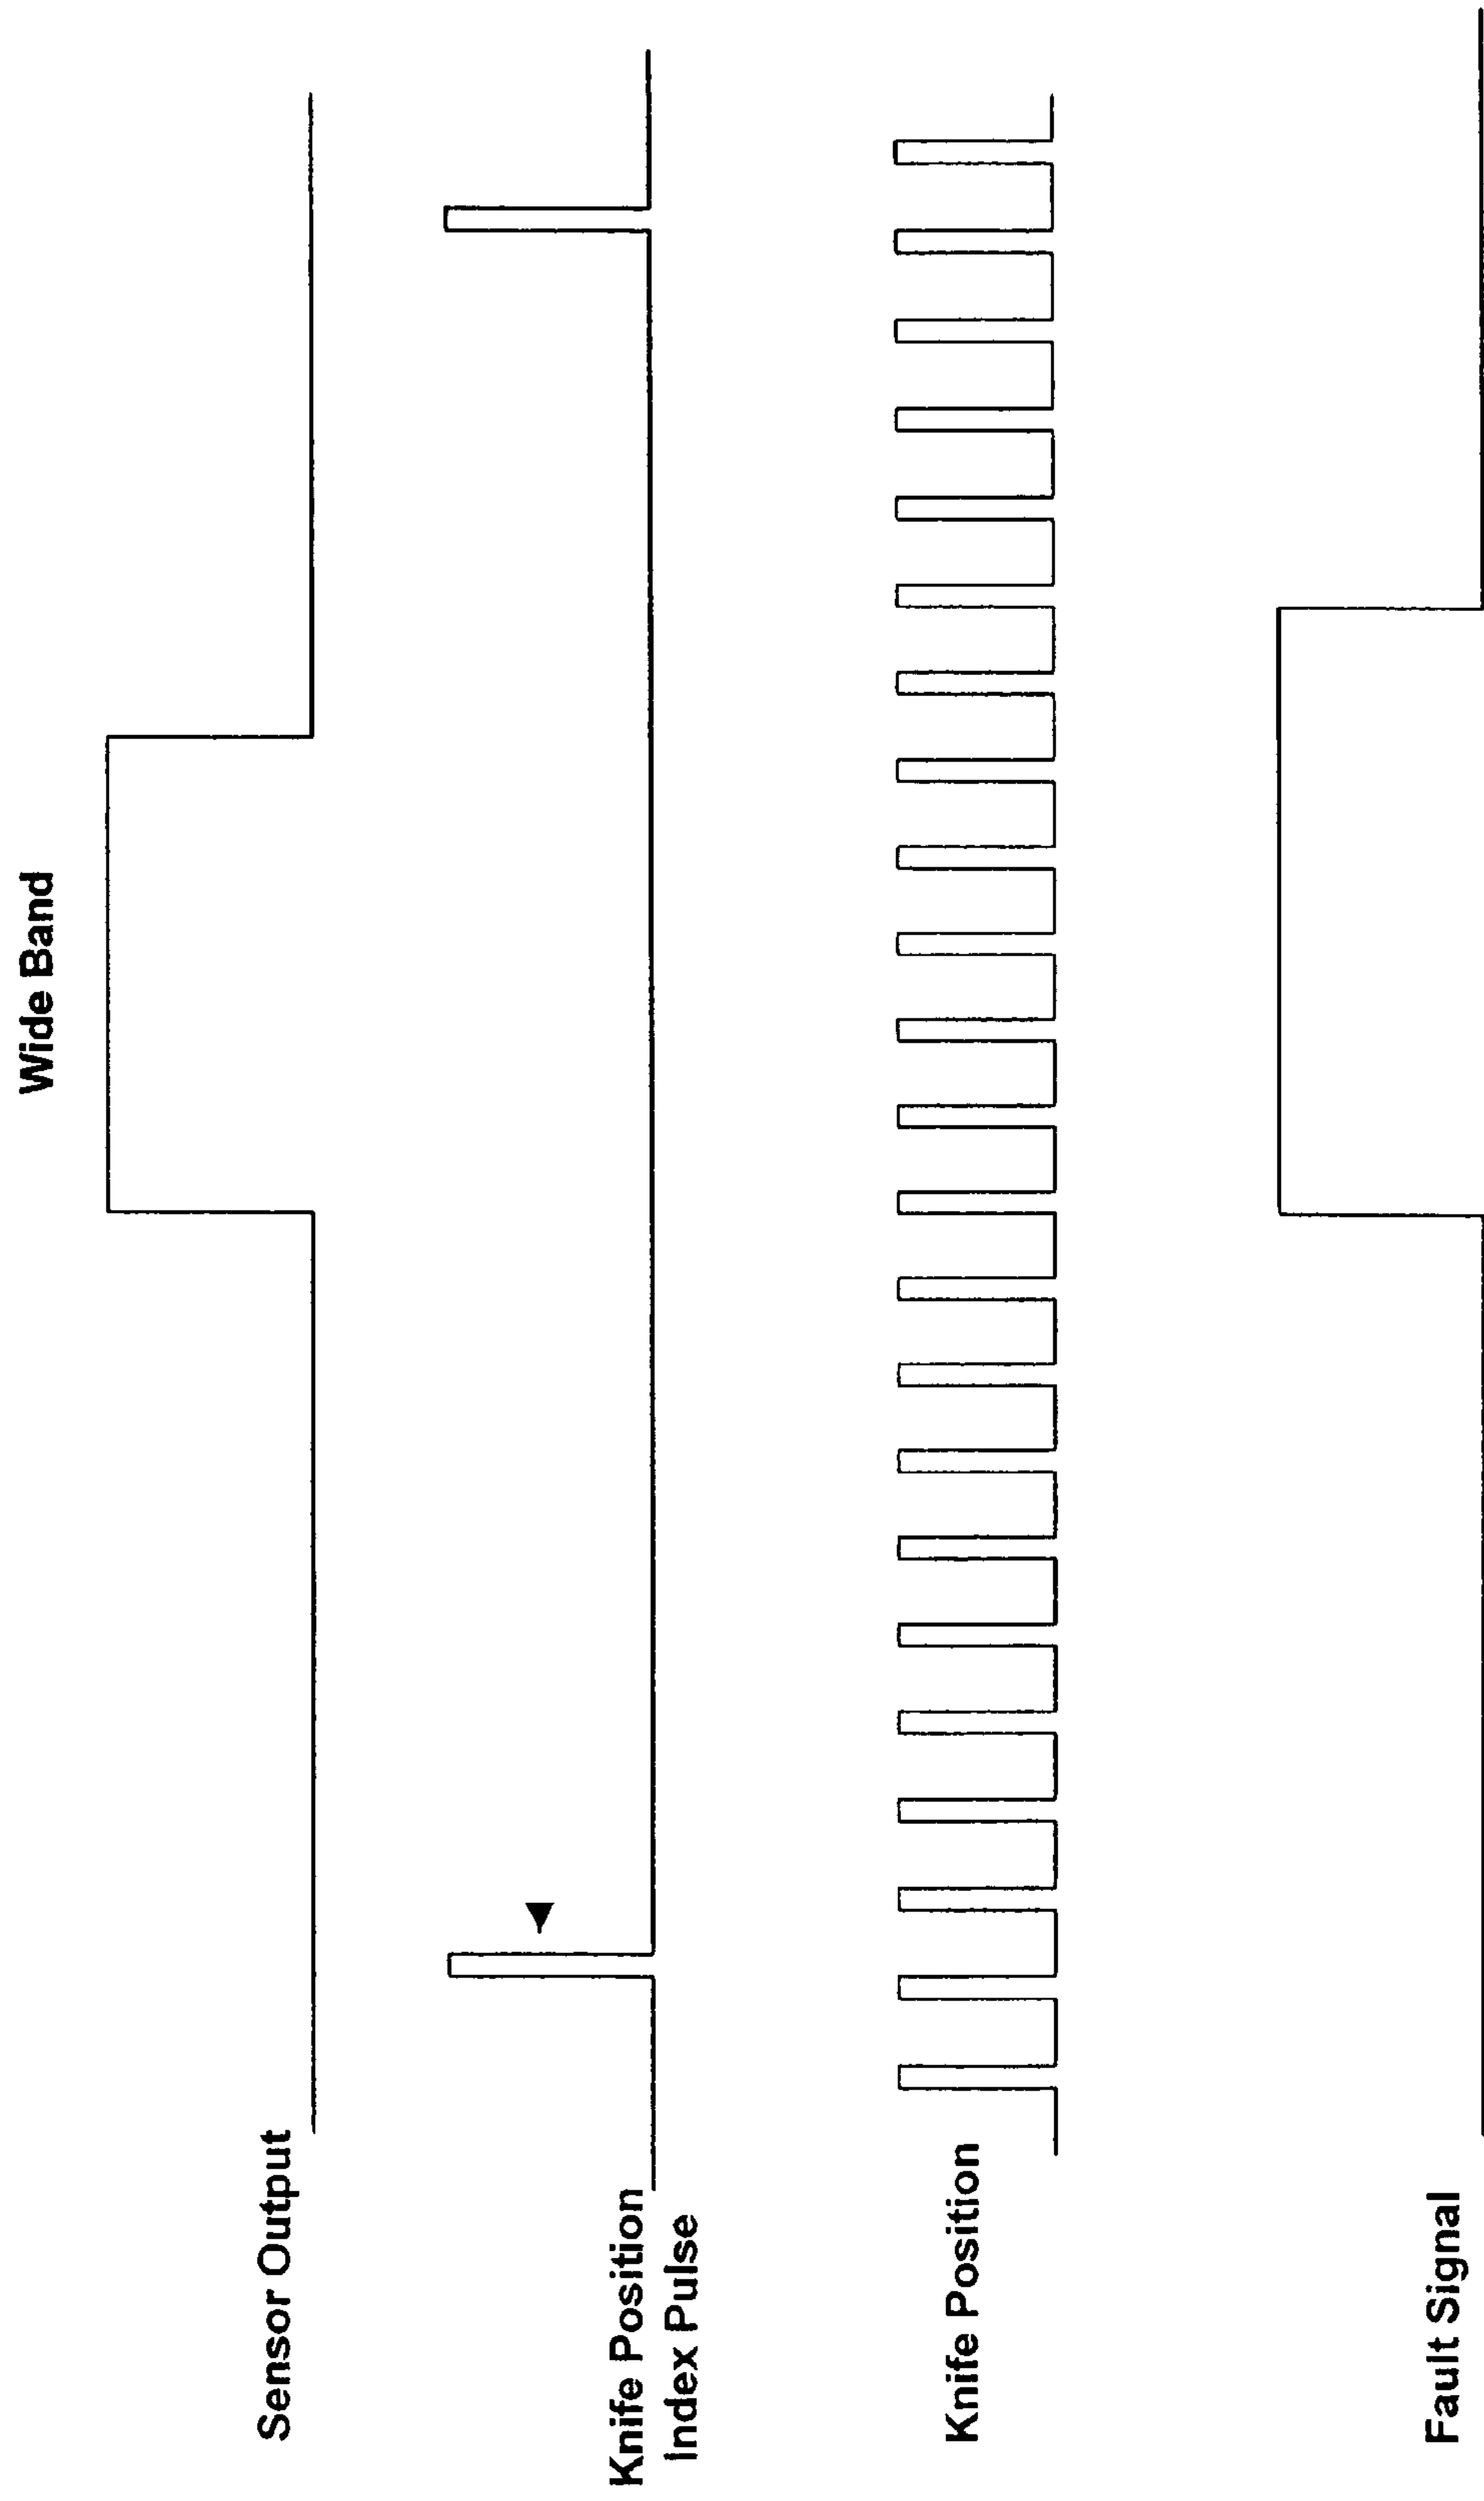 Wide Band
Sensor Output
Knife Position
Index Pulse
Knife Position
Fault Signal